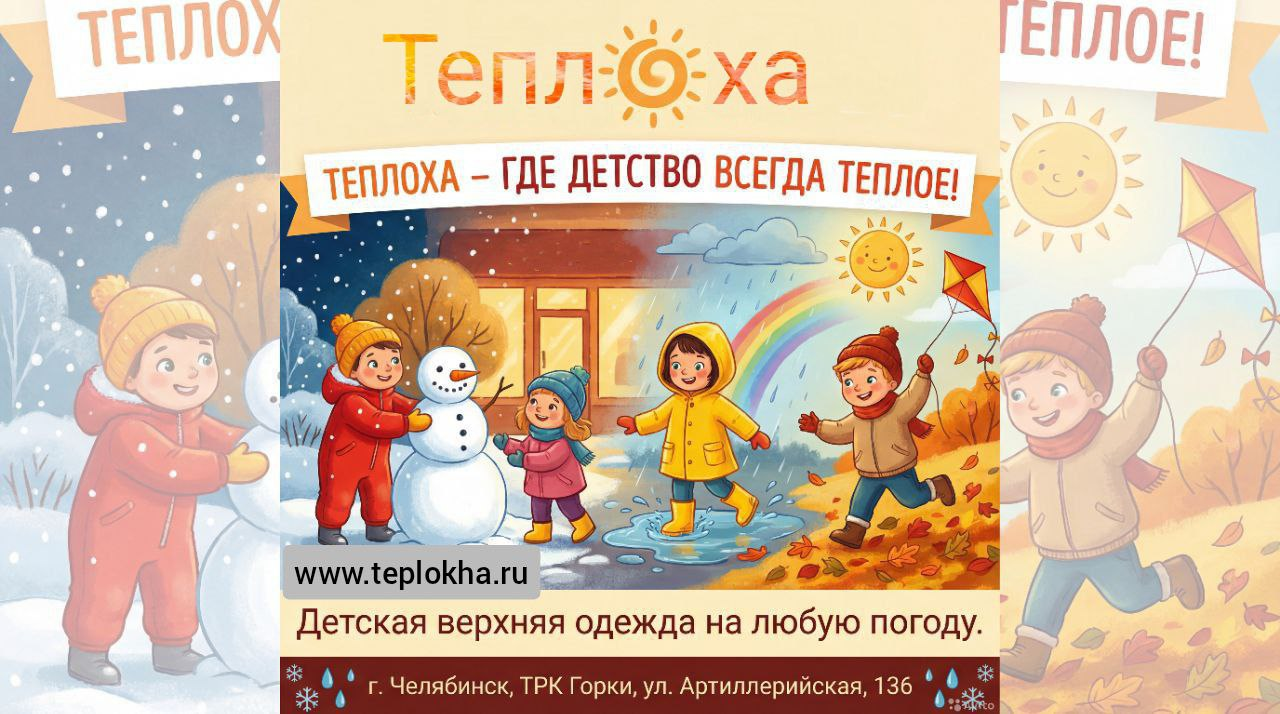 ТЕПЛОХ
Теплоха
ТЕПЛОЕ!
ТЕПЛОХА – ГДЕ ДЕТСТВО ВСЕГДА ТЕПЛОЕ!
www.teplokha.ru
Детская верхняя одежда на любую погоду.
г. Челябинск, ТРК Горки, ул. Артиллерийская, 136